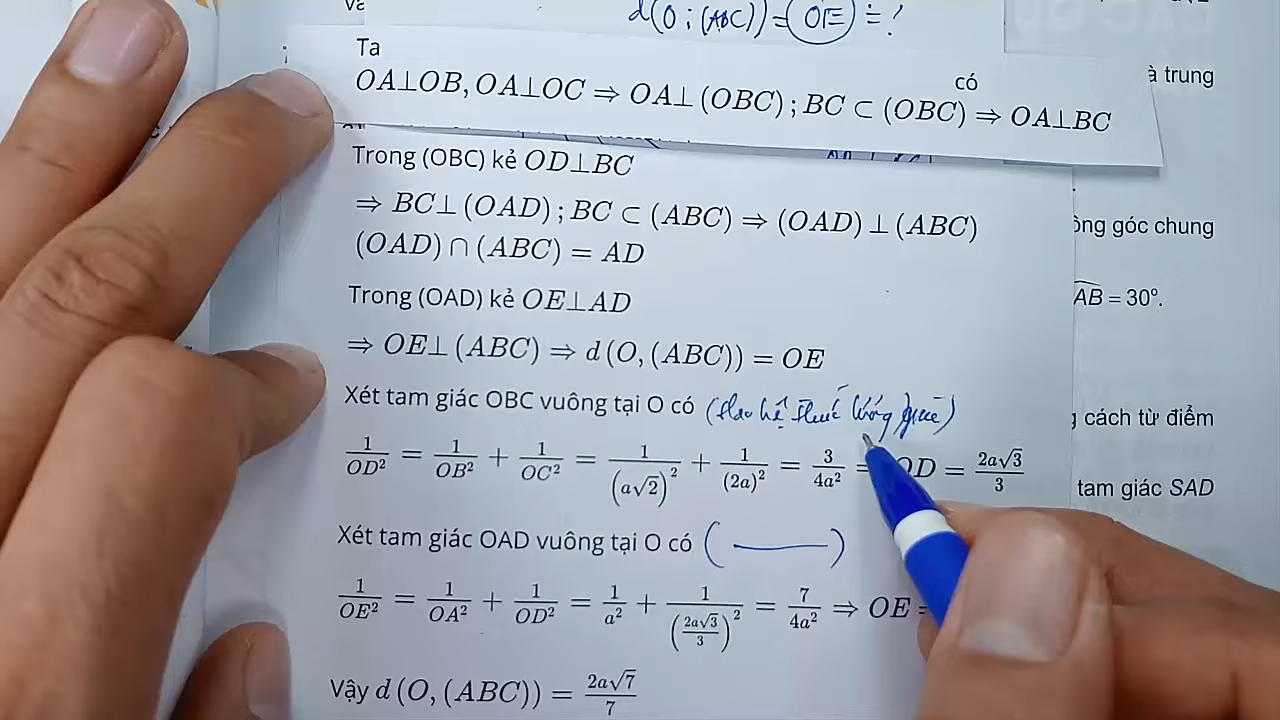 d(O ; (ABC)) = OE = ?
Ta
có
à trung
OA⊥OB, OA⊥OC ⇒ OA⊥(OBC) ; BC ⊂ (OBC) ⇒ OA⊥BC
Trong (OBC) kẻ OD⊥BC
⇒ BC⊥(OAD) ; BC ⊂ (ABC) ⇒ (OAD) ⊥ (ABC)
góc chung
(OAD) ∩ (ABC) = AD
Trong (OAD) kẻ OE⊥AD
AB = 30º.
⇒ OE⊥(ABC) ⇒ d(O, (ABC)) = OE
Xét tam giác OBC vuông tại O có
cách từ điểm
1/OD² = 1/OB² + 1/OC² = 1/(a√2)² + 1/(2a)² = 3/4a² OD = 2a√3/3
tam giác SAD
Xét tam giác OAD vuông tại O có
1/OE² = 1/OA² + 1/OD² = 1/a² + 1/(2a√3/3)² = 7/4a² ⇒ OE =
Vậy d(O, (ABC)) = 2a√7/7